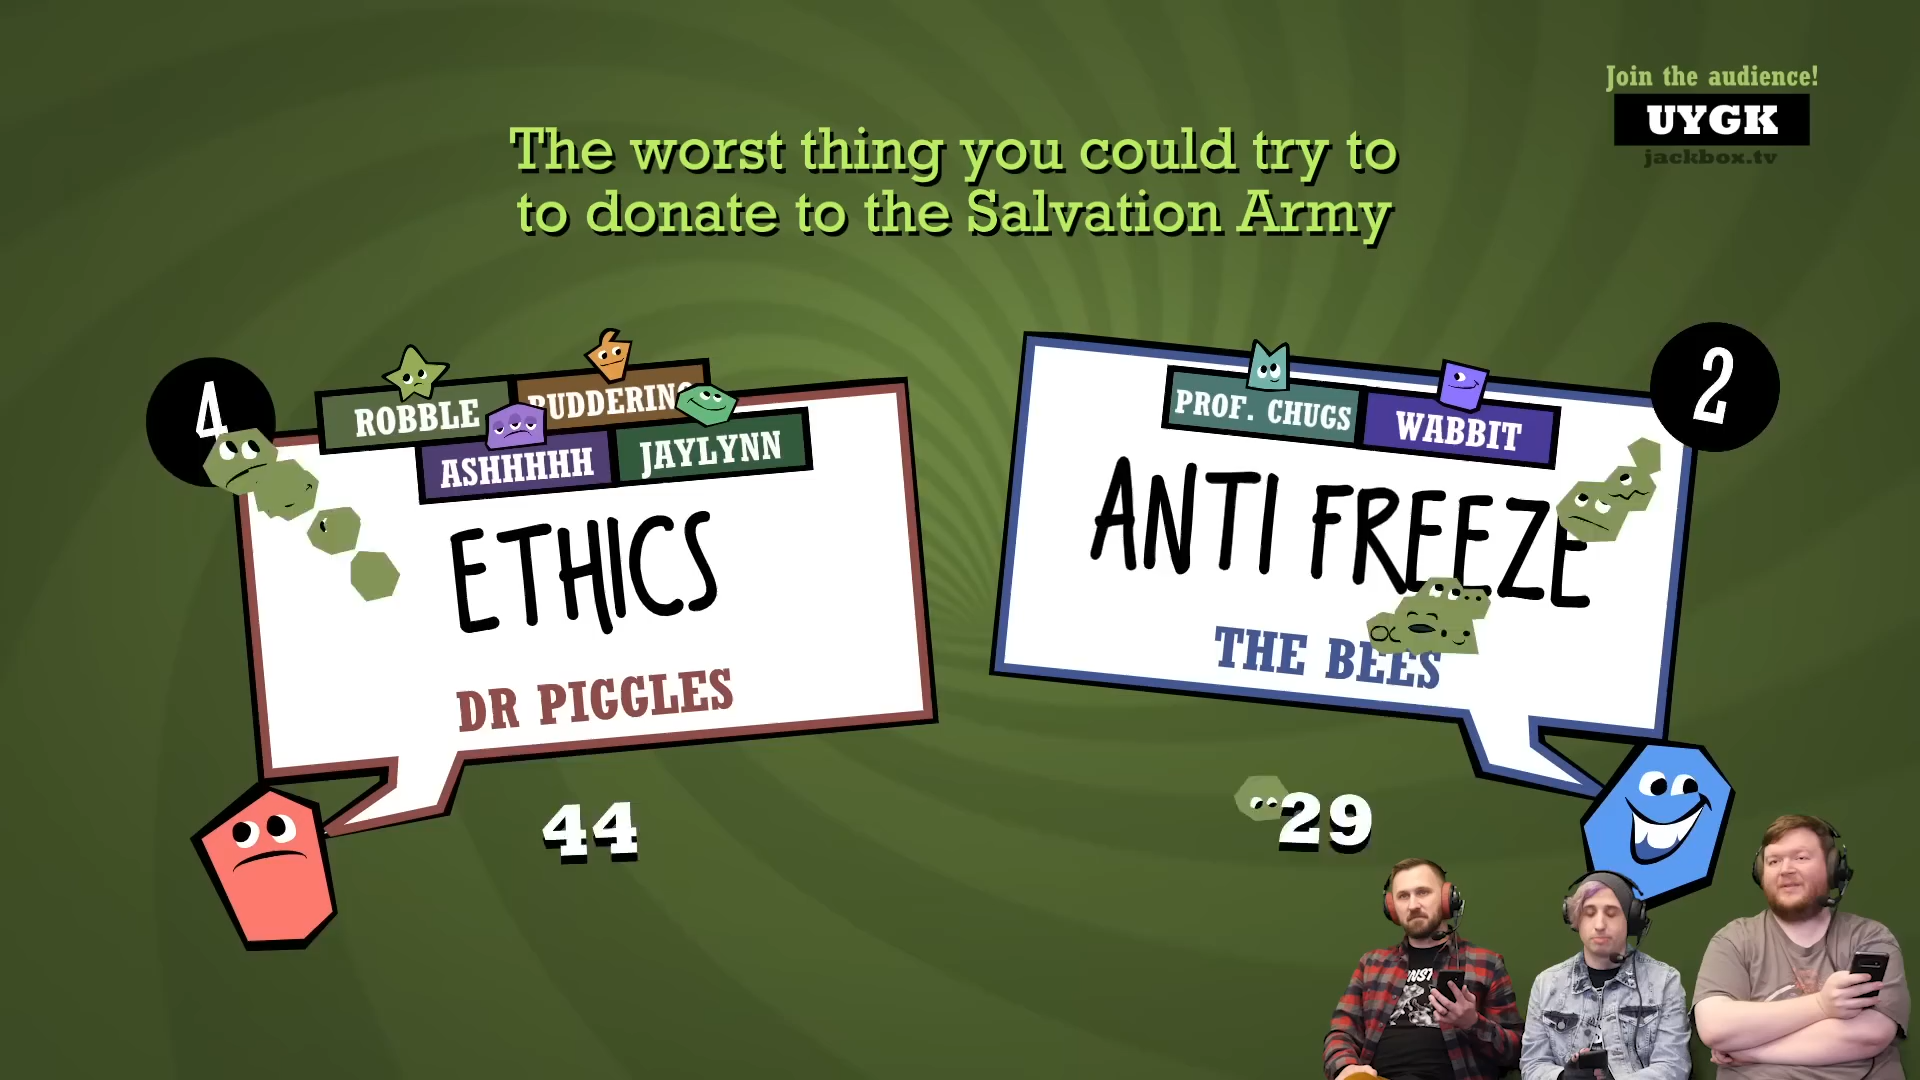 Join the audience!
UYGK
jackbox.tv
The worst thing you could try to
to donate to the Salvation Army
4
ROBBLE
ASHHHHH
JAYLYNN
ETHICS
DR PIGGLES
44
2
PROF. CHUGS
WABBIT
ANTI FREEZE
THE BEES
29